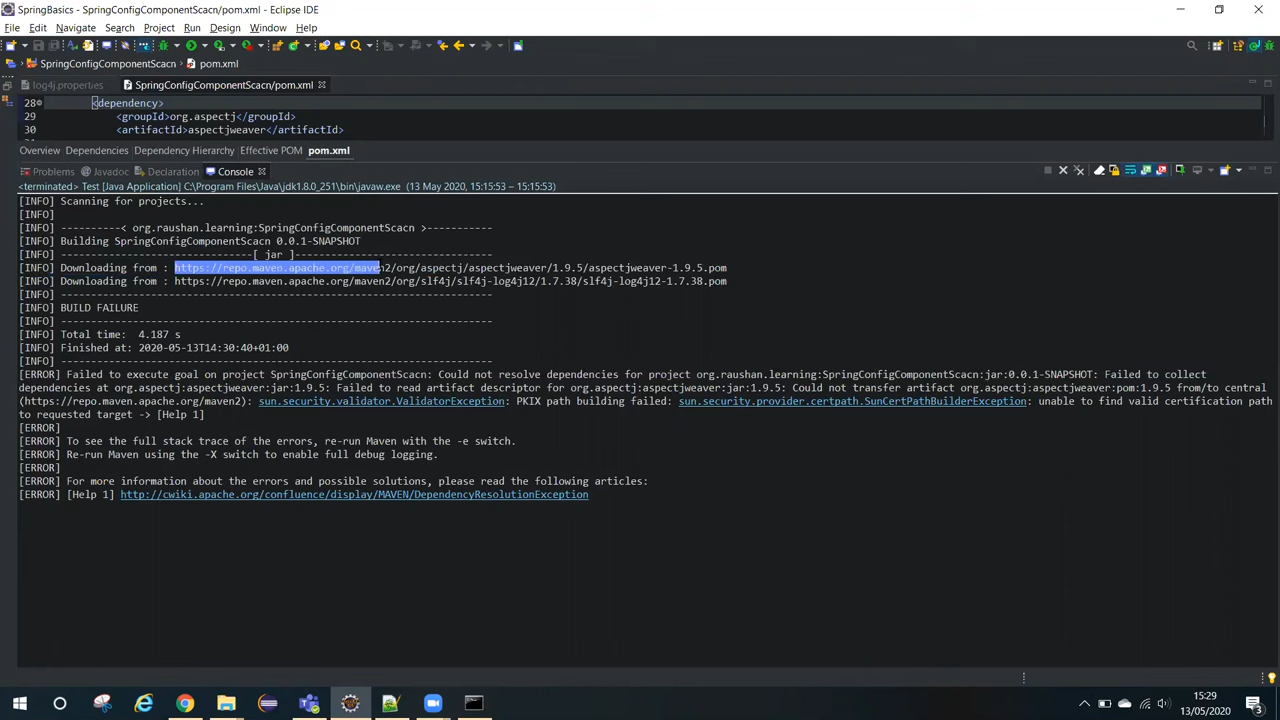 SpringBasics - SpringConfigComponentScacn/pom.xml - Eclipse IDE
File Edit Navigate Search Project Run Design Window Help
SpringConfigComponentScacn pom.xml
log4j.properties SpringConfigComponentScacn/pom.xml
28 <dependency>
29 <groupId>org.aspectj</groupId>
30 <artifactId>aspectjweaver</artifactId>
Overview Dependencies Dependency Hierarchy Effective POM pom.xml
Problems Javadoc Declaration Console
<terminated> Test [Java Application] C:\Program Files\Java\jdk1.8.0_251\bin\javaw.exe (13 May 2020, 15:15:53 – 15:15:53)
[INFO] Scanning for projects...
[INFO]
[INFO] ----------< org.raushan.learning:SpringConfigComponentScacn >-----------
[INFO] Building SpringConfigComponentScacn 0.0.1-SNAPSHOT
[INFO] --------------------------------[ jar ]---------------------------------
[INFO] Downloading from : https://repo.maven.apache.org/maven2/org/aspectj/aspectjweaver/1.9.5/aspectjweaver-1.9.5.pom
[INFO] Downloading from : https://repo.maven.apache.org/maven2/org/slf4j/slf4j-log4j12/1.7.38/slf4j-log4j12-1.7.38.pom
[INFO] ------------------------------------------------------------------------
[INFO] BUILD FAILURE
[INFO] ------------------------------------------------------------------------
[INFO] Total time: 4.187 s
[INFO] Finished at: 2020-05-13T14:30:40+01:00
[INFO] ------------------------------------------------------------------------
[ERROR] Failed to execute goal on project SpringConfigComponentScacn: Could not resolve dependencies for project org.raushan.learning:SpringConfigComponentScacn:jar:0.0.1-SNAPSHOT: Failed to collect
dependencies at org.aspectj:aspectjweaver:jar:1.9.5: Failed to read artifact descriptor for org.aspectj:aspectjweaver:jar:1.9.5: Could not transfer artifact org.aspectj:aspectjweaver:pom:1.9.5 from/to central
(https://repo.maven.apache.org/maven2): sun.security.validator.ValidatorException: PKIX path building failed: sun.security.provider.certpath.SunCertPathBuilderException: unable to find valid certification path
to requested target -> [Help 1]
[ERROR]
[ERROR] To see the full stack trace of the errors, re-run Maven with the -e switch.
[ERROR] Re-run Maven using the -X switch to enable full debug logging.
[ERROR]
[ERROR] For more information about the errors and possible solutions, please read the following articles:
[ERROR] [Help 1] http://cwiki.apache.org/confluence/display/MAVEN/DependencyResolutionException
15:29
13/05/2020
3